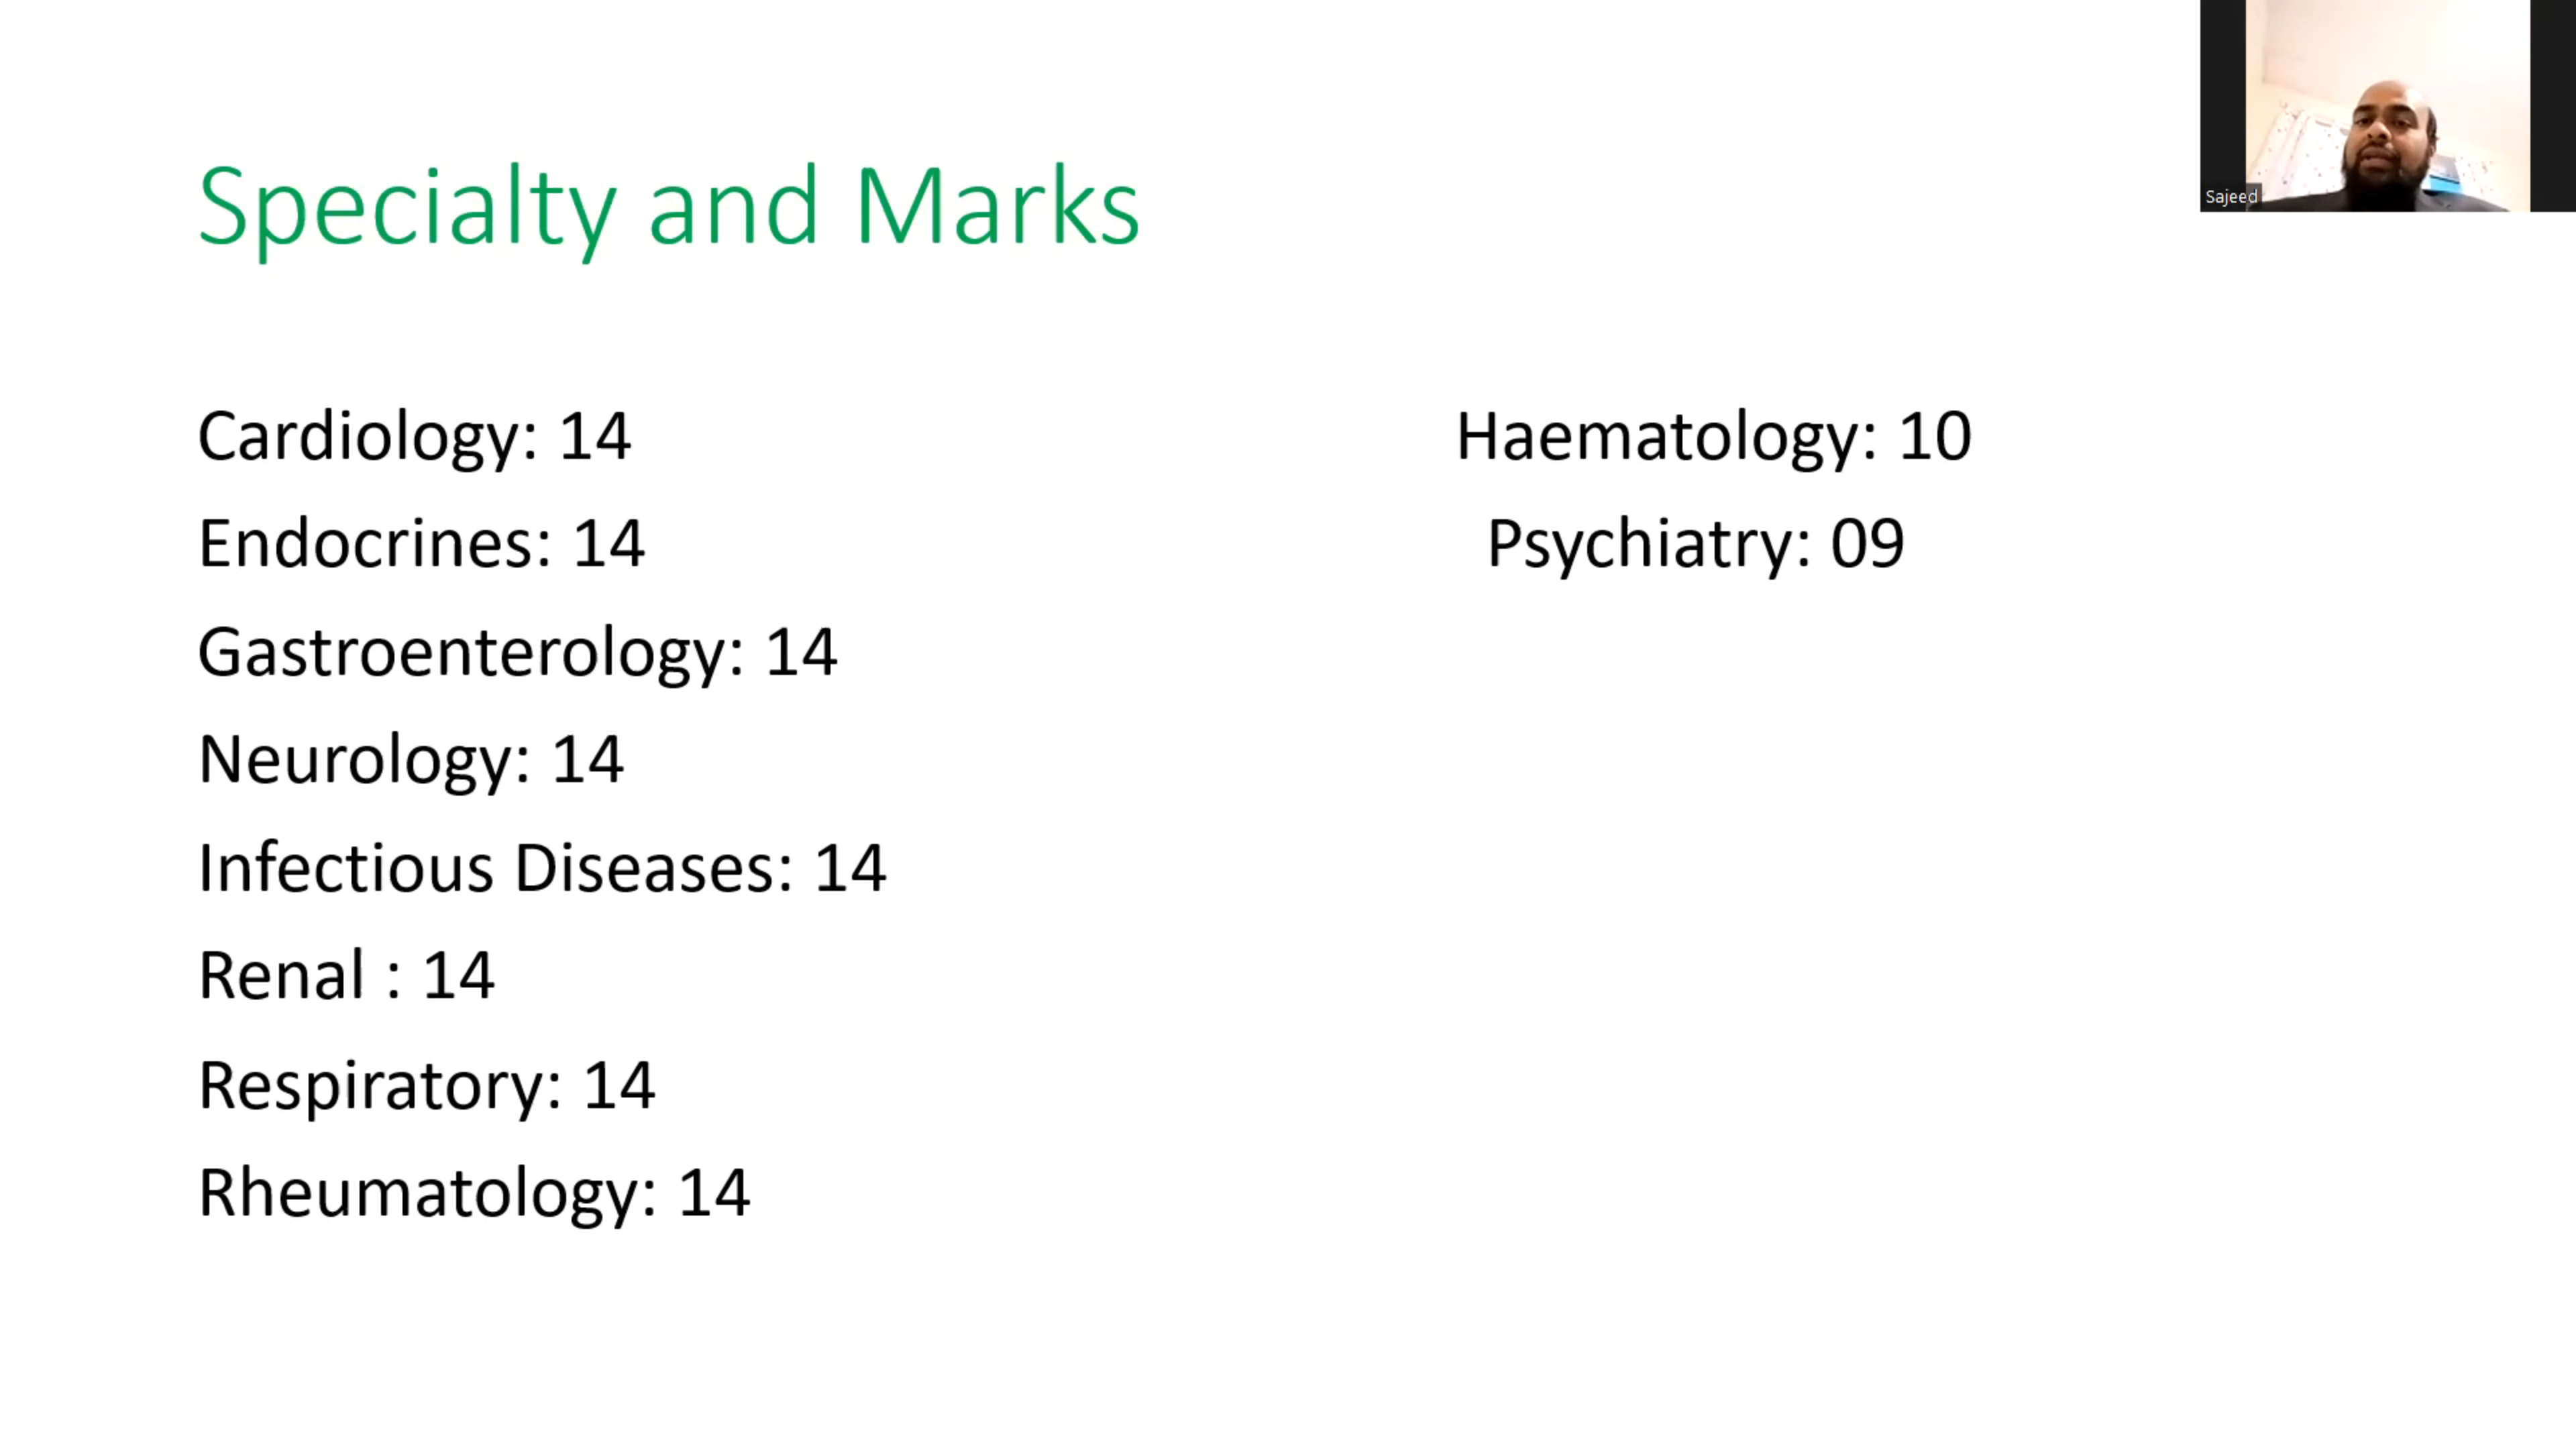 Specialty and Marks
Sajeed
Cardiology: 14
Endocrines: 14
Gastroenterology: 14
Neurology: 14
Infectious Diseases: 14
Renal : 14
Respiratory: 14
Rheumatology: 14
Haematology: 10
Psychiatry: 09